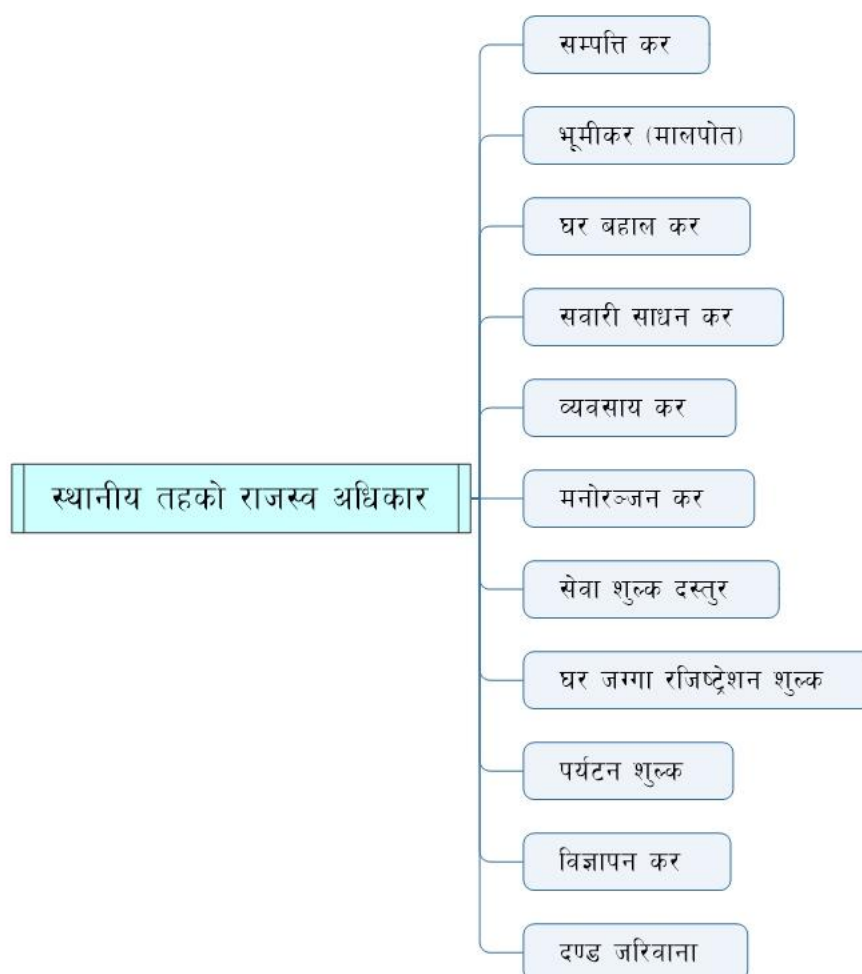 स्थानीय तहको राजस्व अधिकार
सम्पत्ति कर
भूमीकर (मालपोत)
घर बहाल कर
सवारी साधन कर
व्यवसाय कर
मनोरञ्जन कर
सेवा शुल्क दस्तुर
घर जग्गा रजिष्ट्रेशन शुल्क
पर्यटन शुल्क
विज्ञापन कर
दण्ड जरिवाना